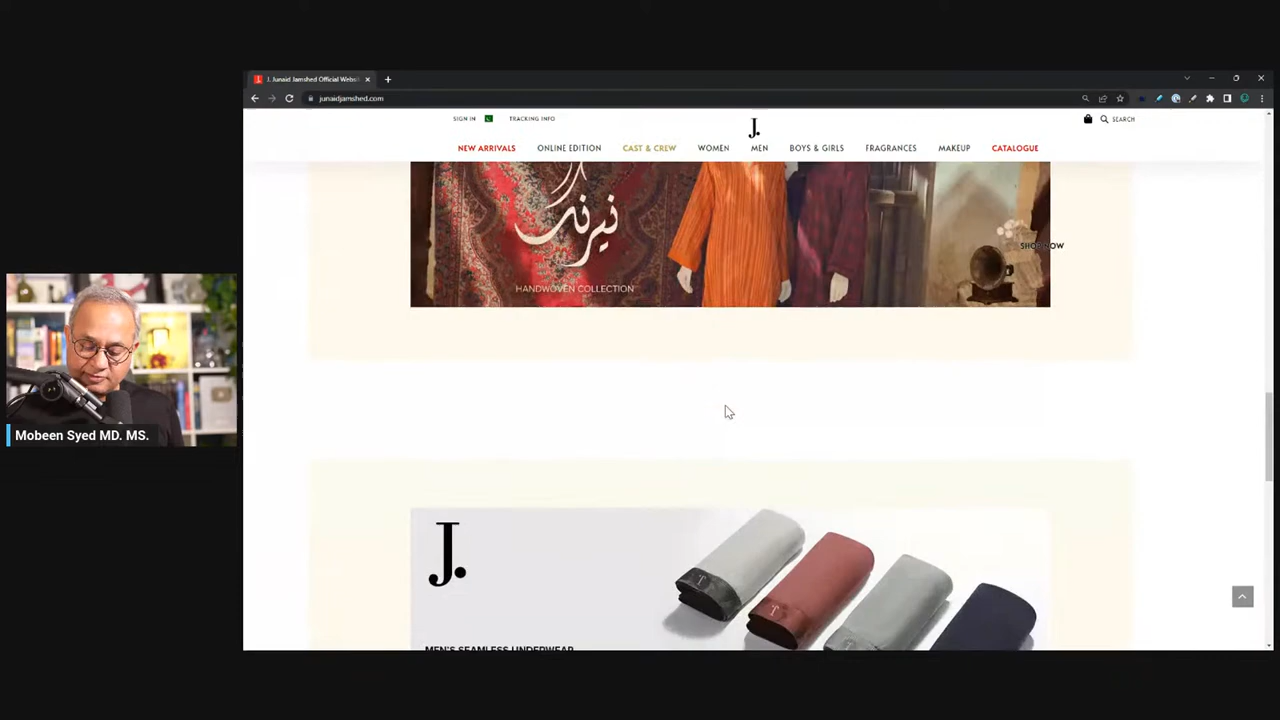 J. Junaid Jamshed Official Websi
junaidjamshed.com
SIGN IN TRACKING INFO
J.
SEARCH
NEW ARRIVALS ONLINE EDITION CAST & CREW WOMEN MEN BOYS & GIRLS FRAGRANCES MAKEUP CATALOGUE
نیرنگ
SHOP NOW
HANDWOVEN COLLECTION
Mobeen Syed MD. MS.
J.
MEN'S SEAMLESS UNDERWEAR